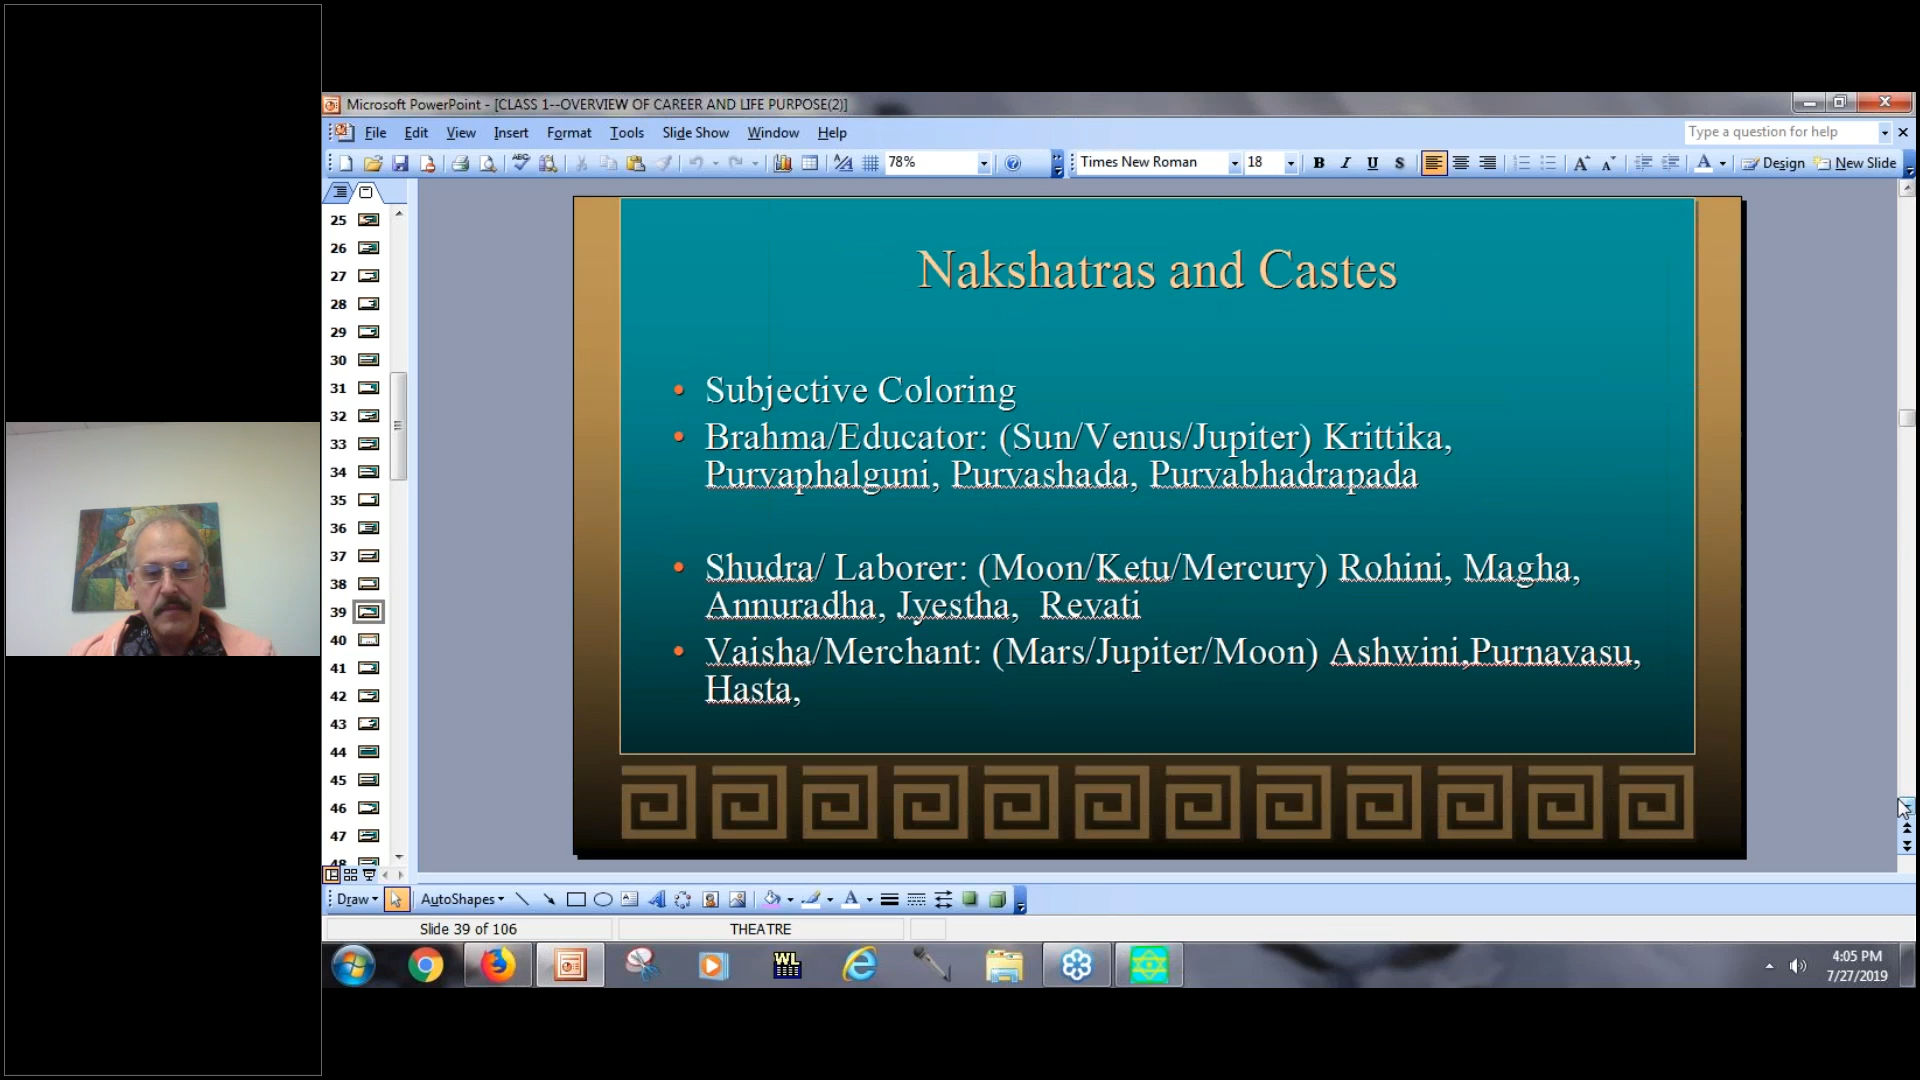 Microsoft PowerPoint - [CLASS 1--OVERVIEW OF CAREER AND LIFE PURPOSE(2)]
File Edit View Insert Format Tools Slide Show Window Help
Type a question for help
78%
Times New Roman 18 B I U S A A A Design New Slide
25
26
27
28
29
30
31
32
33
34
35
36
37
38
39
40
41
42
43
44
45
46
47
48
Nakshatras and Castes
• Subjective Coloring
• Brahma/Educator: (Sun/Venus/Jupiter) Krittika,
Purvaphalguni, Purvashada, Purvabhadrapada
• Shudra/ Laborer: (Moon/Ketu/Mercury) Rohini, Magha,
Annuradha, Jyestha,  Revati
• Vaisha/Merchant: (Mars/Jupiter/Moon) Ashwini,Purnavasu,
Hasta,
Draw AutoShapes A
Slide 39 of 106 THEATRE
WL
4:05 PM
7/27/2019